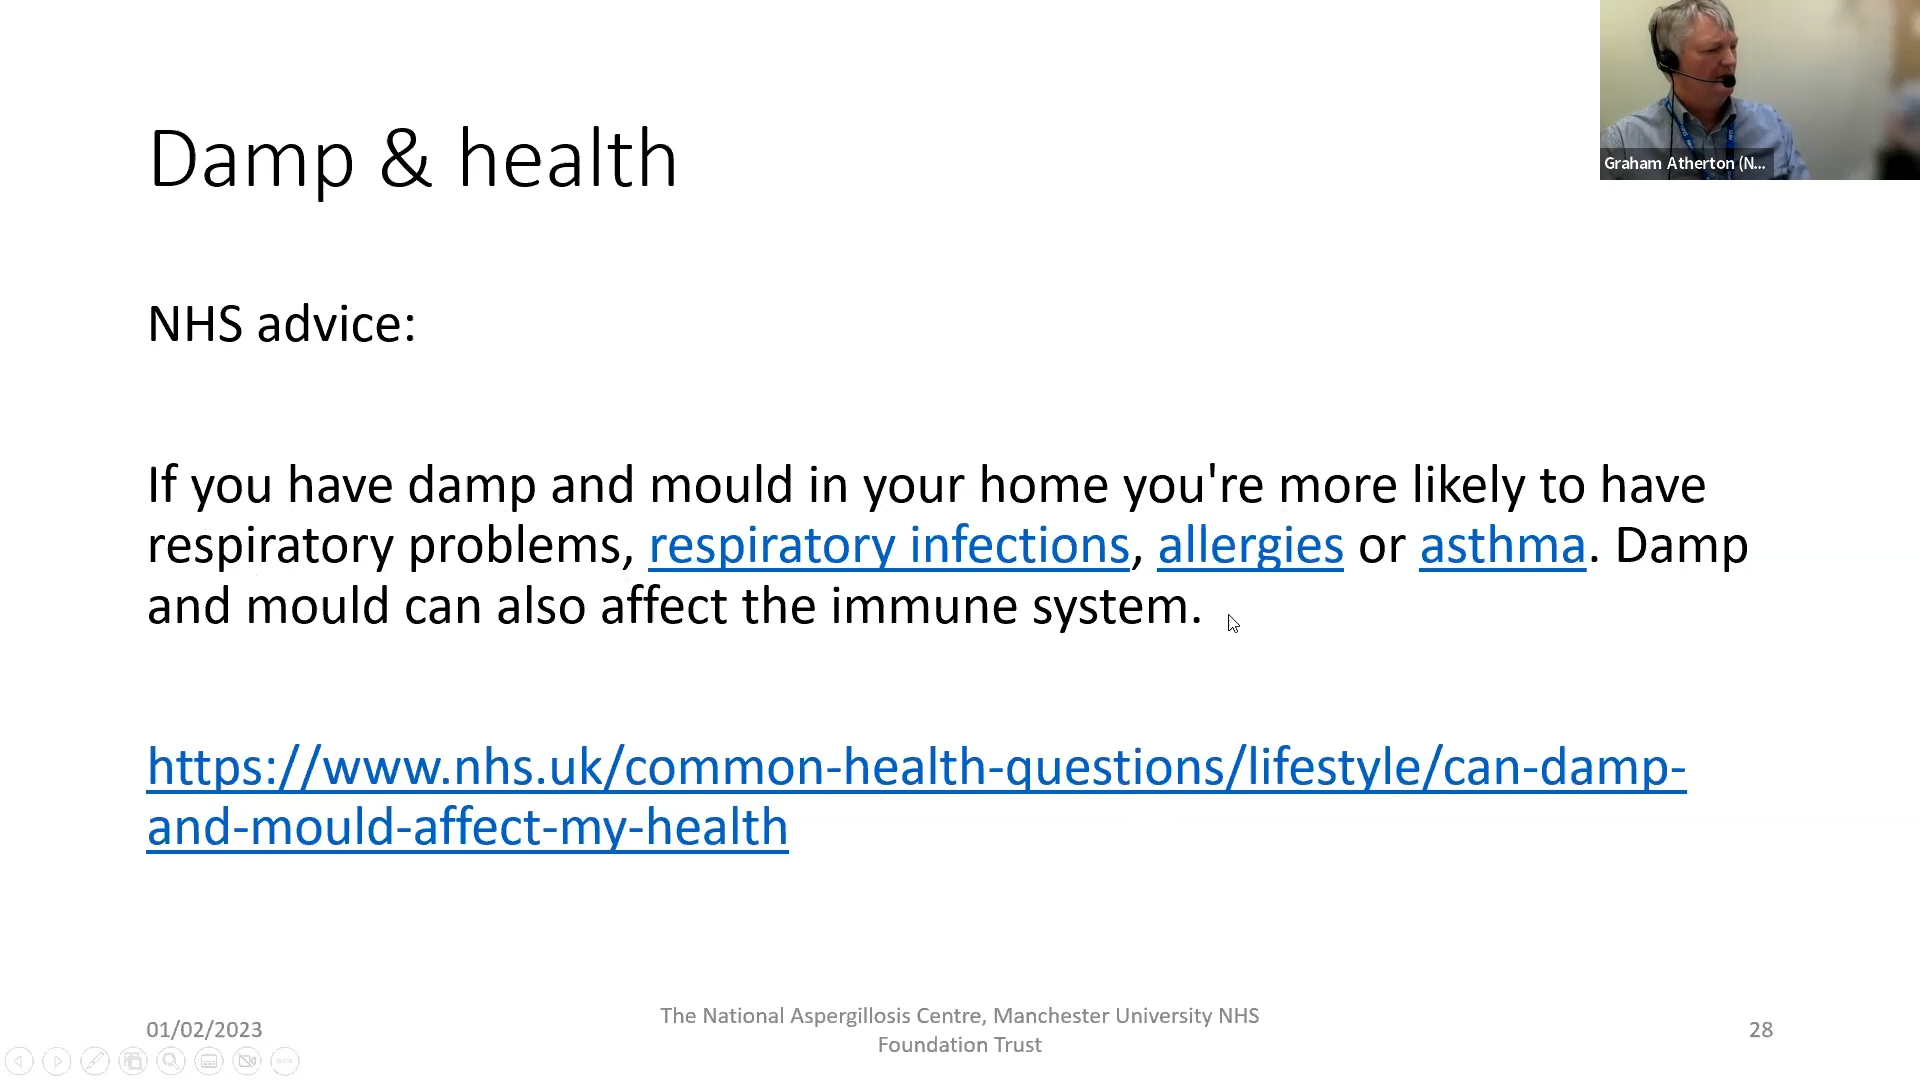 Damp & health
Graham Atherton (N...
NHS advice:
If you have damp and mould in your home you're more likely to have
respiratory problems, respiratory infections, allergies or asthma. Damp
and mould can also affect the immune system.
https://www.nhs.uk/common-health-questions/lifestyle/can-damp-
and-mould-affect-my-health
01/02/2023
The National Aspergillosis Centre, Manchester University NHS
Foundation Trust
28